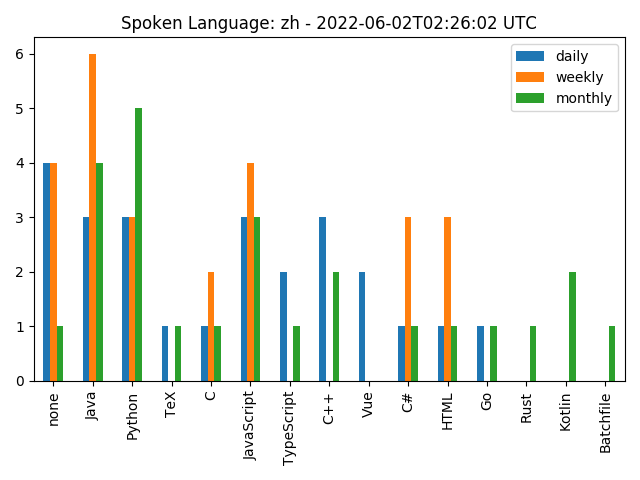 Spoken Language: zh - 2022-06-02T02:26:02 UTC
daily
weekly
monthly
6
5
4
3
2
1
0
none
Java
Python
TeX
C
JavaScript
TypeScript
C++
Vue
C#
HTML
Go
Rust
Kotlin
Batchfile